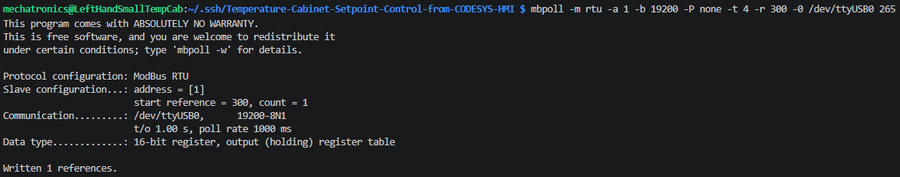 mechatronics@LeftHandSmallTempCab:~/.ssh/Temperature-Cabinet-Setpoint-Control-from-CODESYS-HMI $ mbpoll -m rtu -a 1 -b 19200 -P none -t 4 -r 300 -0 /dev/ttyUSB0 265
This program comes with ABSOLUTELY NO WARRANTY.
This is free software, and you are welcome to redistribute it
under certain conditions; type 'mbpoll -w' for details.

Protocol configuration: ModBus RTU
Slave configuration...: address = [1]
                        start reference = 300, count = 1
Communication.........: /dev/ttyUSB0,      19200-8N1
                        t/o 1.00 s, poll rate 1000 ms
Data type.............: 16-bit register, output (holding) register table

Written 1 references.